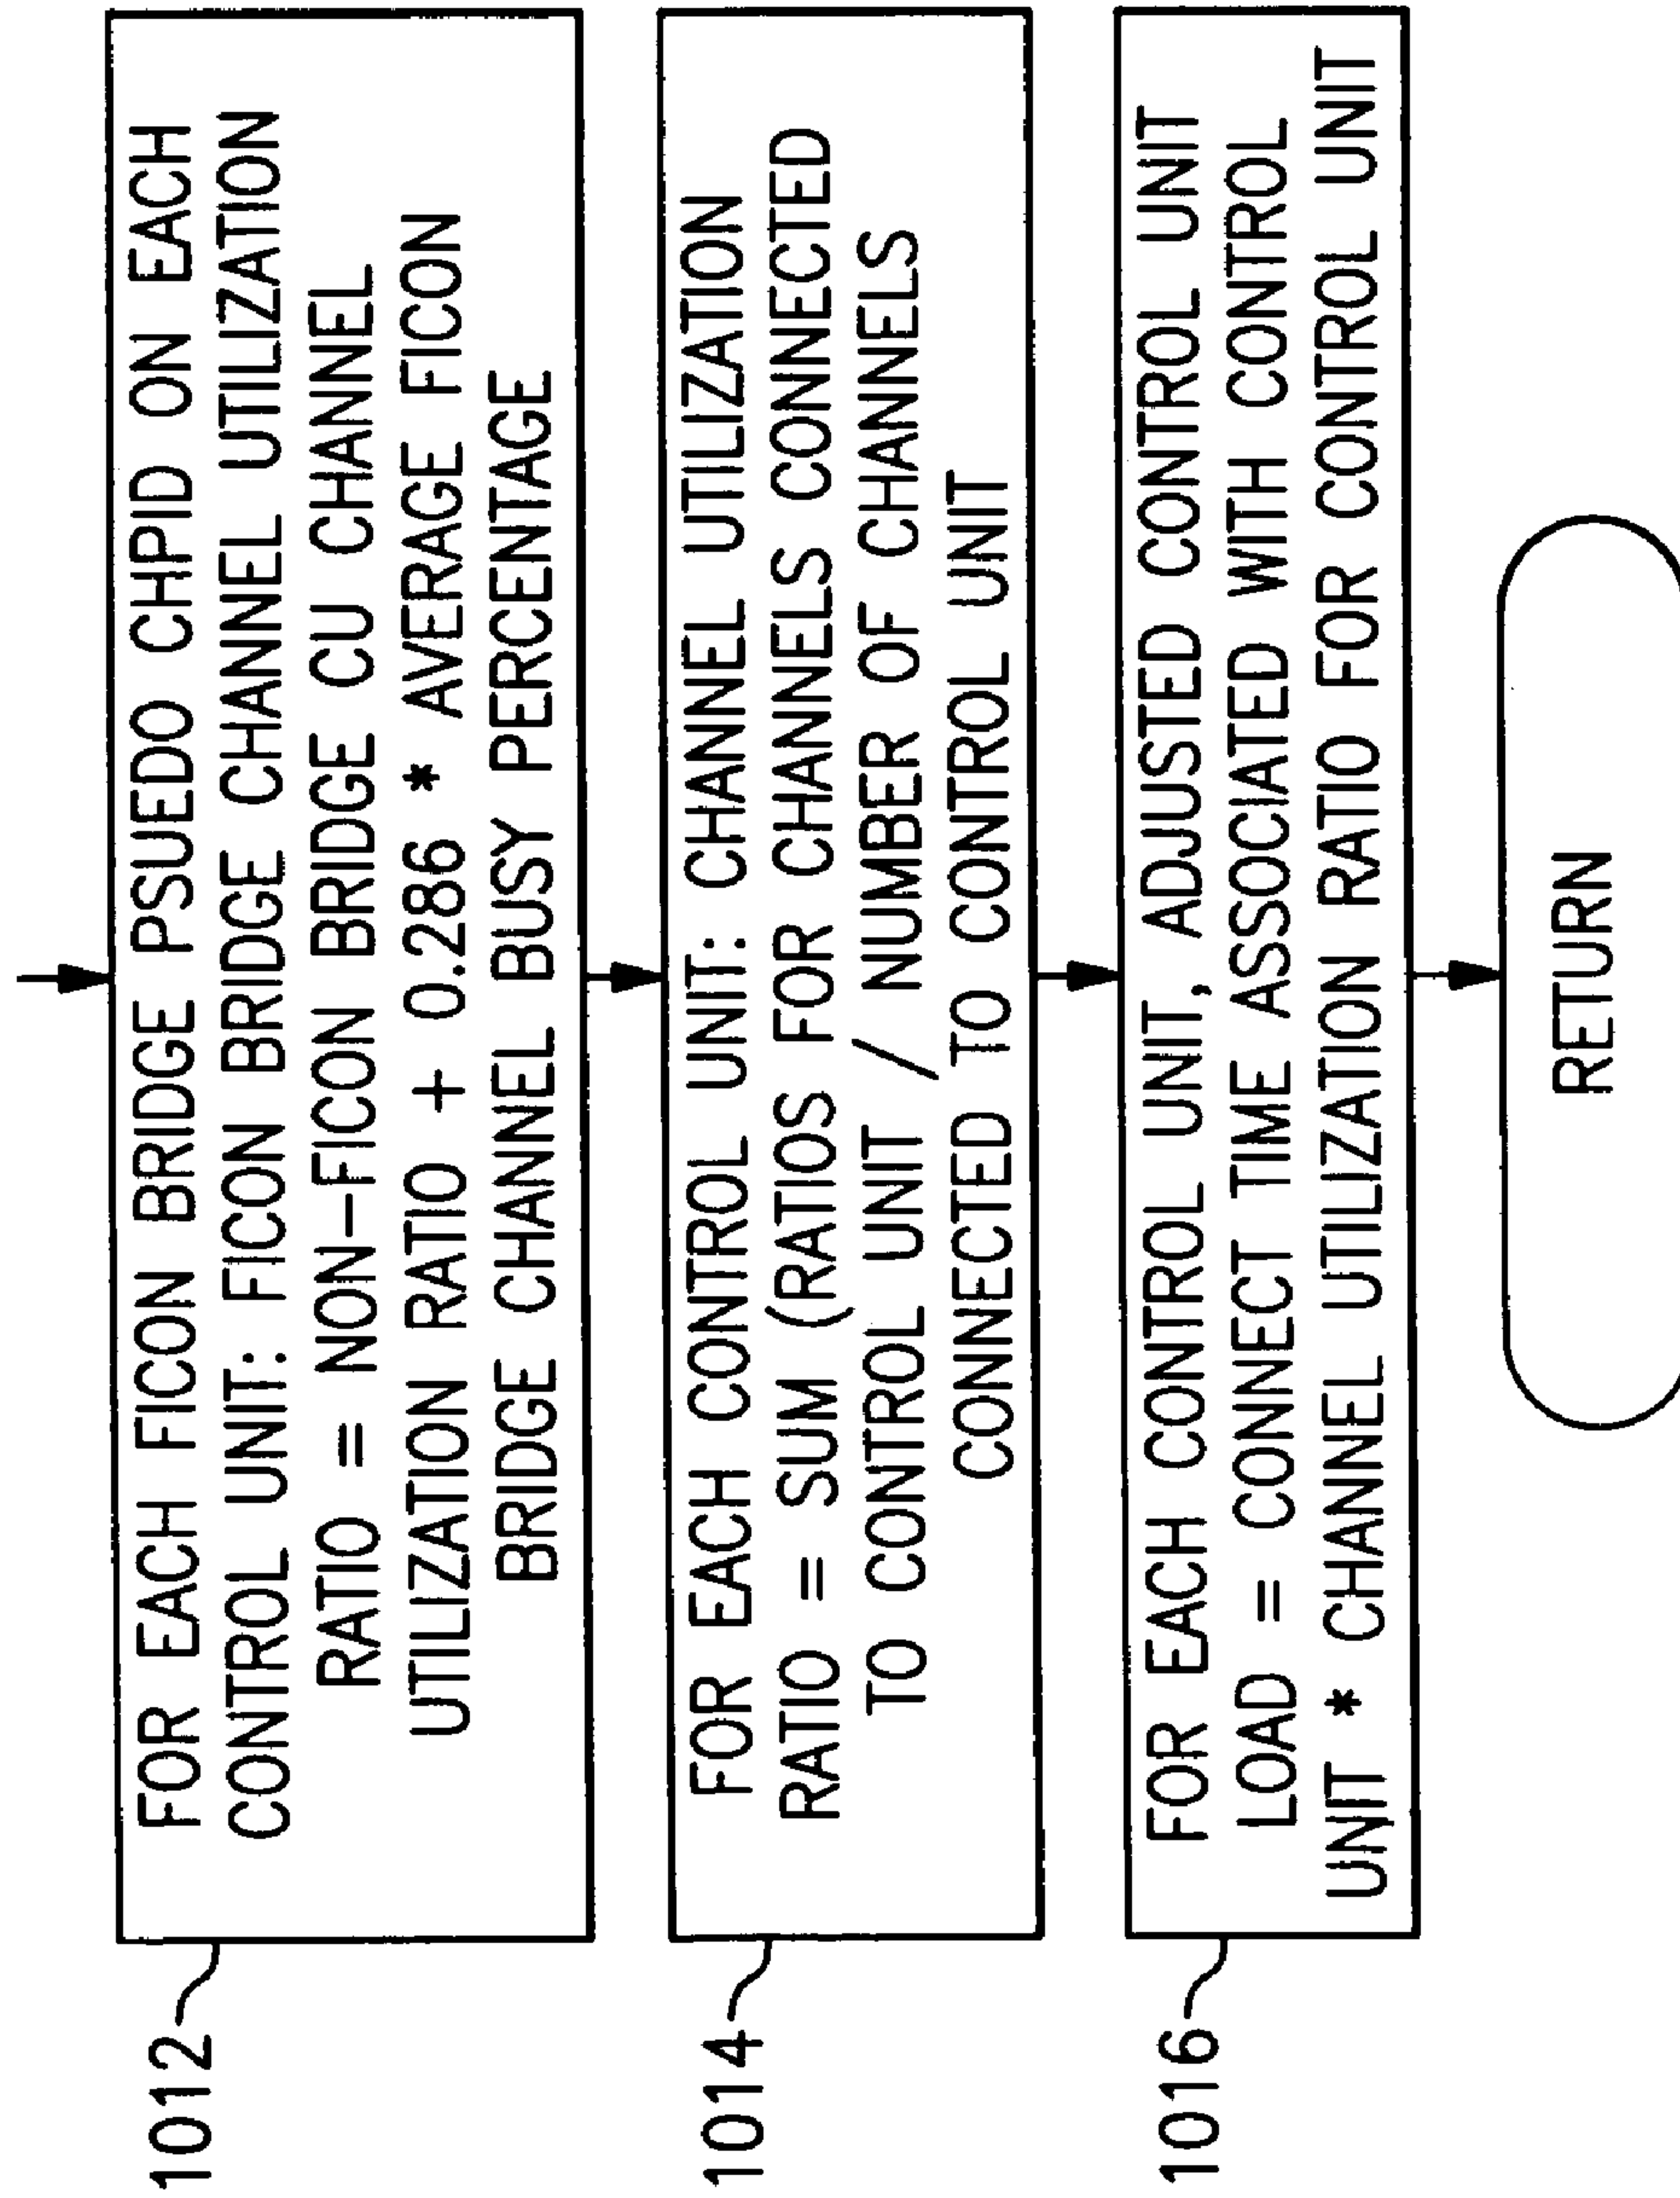 FOR EACH FICON BRIDGE PSUEDO CHPID ON EACH
CONTROL UNIT: FICON BRIDGE CHANNEL UTILIZATION
RATIO = NON-FICON BRIDGE CU CHANNEL
UTILIZATION RATIO + 0.286 * AVERAGE FICON
BRIDGE CHANNEL BUSY PERCENTAGE
1012
FOR EACH CONTROL UNIT: CHANNEL UTILIZATION
RATIO = SUM (RATIOS FOR CHANNELS CONNECTED
TO CONTROL UNIT / NUMBER OF CHANNELS
CONNECTED TO CONTROL UNIT
1014
FOR EACH CONTROL UNIT, ADJUSTED CONTROL UNIT
LOAD = CONNECT TIME ASSOCIATED WITH CONTROL
UNIT * CHANNEL UTILIZATION RATIO FOR CONTROL UNIT
1016
RETURN